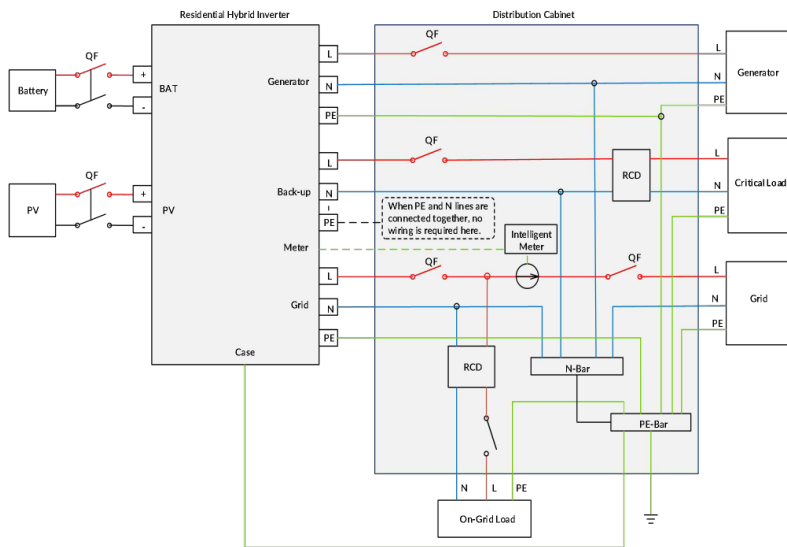 Residential Hybrid Inverter
Distribution Cabinet
QF
Battery
+
-
BAT
Generator
L
N
PE
QF
L
N
PE
Generator
QF
PV
+
-
PV
Back-up
L
N
PE
QF
RCD
L
N
PE
Critical Load
When PE and N lines are
connected together, no
wiring is required here.
Meter
Intelligent
Meter
Grid
L
N
PE
QF
QF
L
N
PE
Grid
Case
RCD
N-Bar
PE-Bar
N
L
PE
On-Grid Load